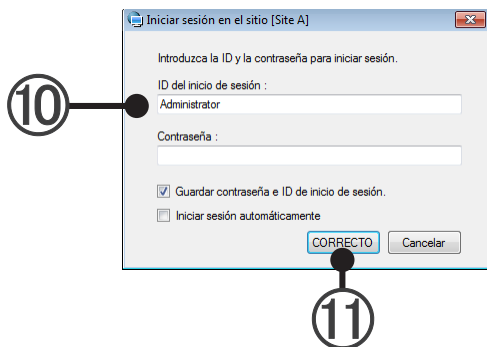 Iniciar sesión en el sitio [Site A]
Introduzca la ID y la contraseña para iniciar sesión.
ID del inicio de sesión :
⑩
Administrator
Contraseña :
Guardar contraseña e ID de inicio de sesión.
Iniciar sesión automáticamente
CORRECTO Cancelar
⑪